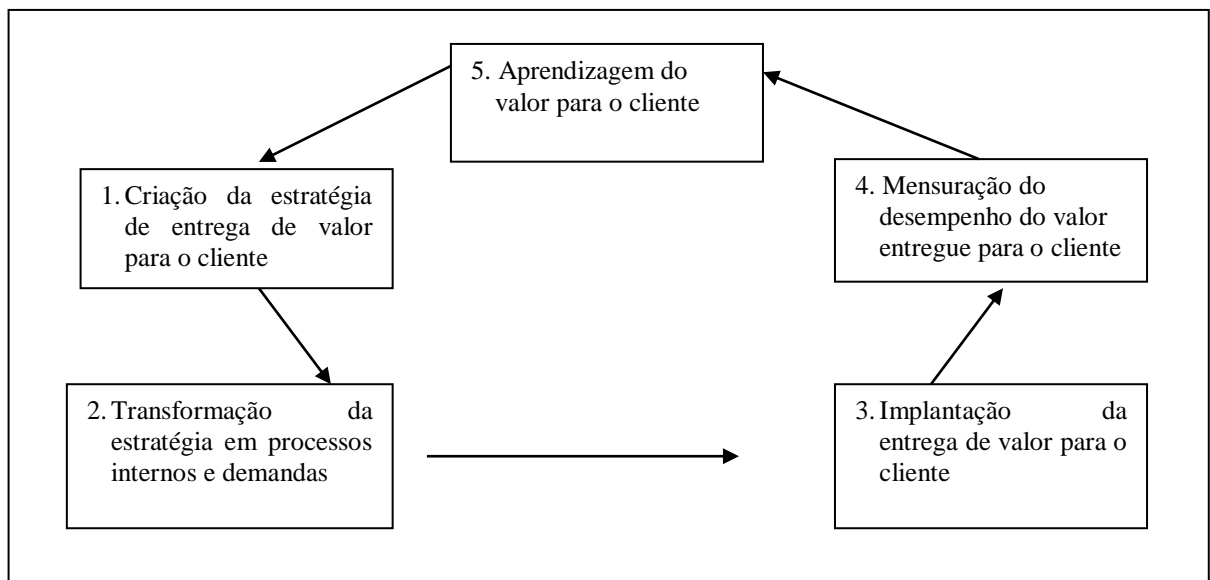 5. Aprendizagem do
valor para o cliente
1. Criação da estratégia
de entrega de valor
para o cliente
4. Mensuração do
desempenho do valor
entregue para o cliente
2. Transformação da
estratégia em processos
internos e demandas
3. Implantação da
entrega de valor para o
cliente